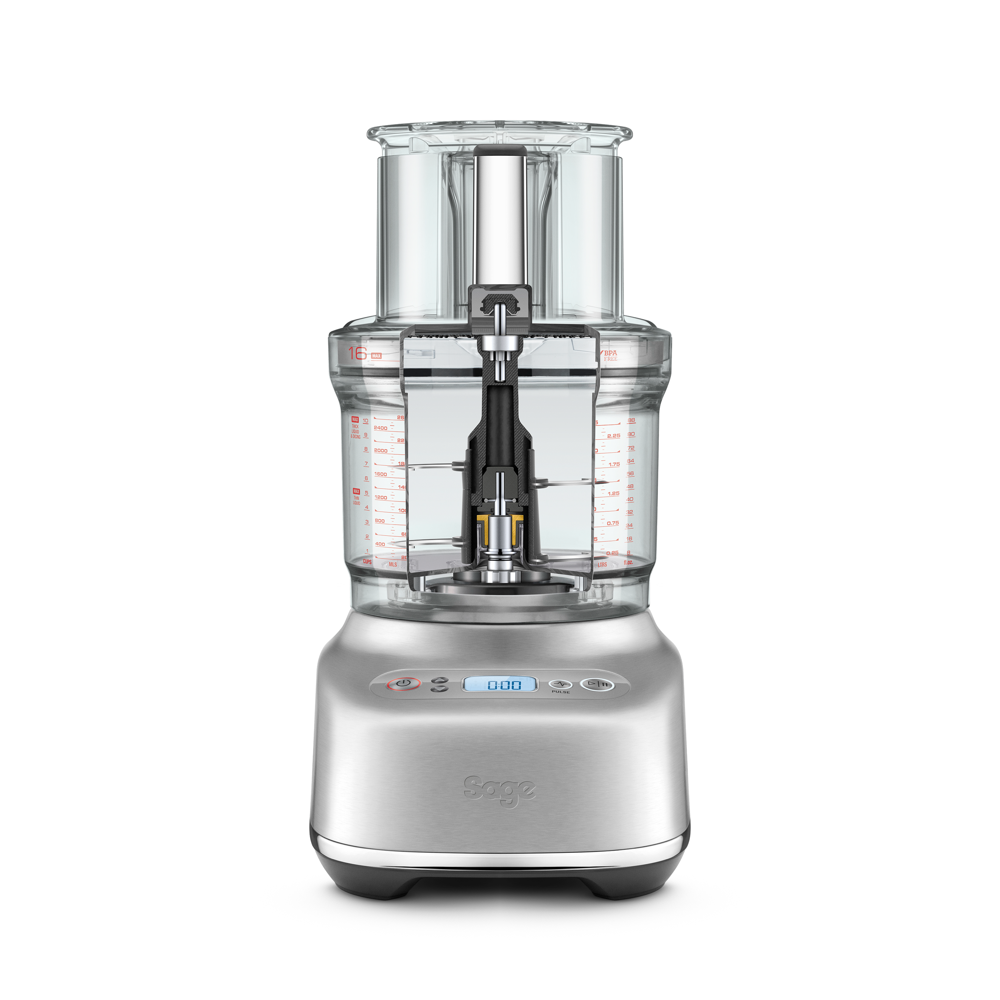 16 MAX
✓BPA
FREE
MAX
THICK
LIQUID
& DICING
10
9
8
7
6
MAX
THIN
LIQUID
5
4
3
2
1
CUPS
2400
2000
1600
1200
800
400
MLS
2.25
1.75
1.25
0.75
0.25
LTRS
88
80
72
64
56
48
40
32
24
16
8
fl.oz.
0:00
PULSE
Sage